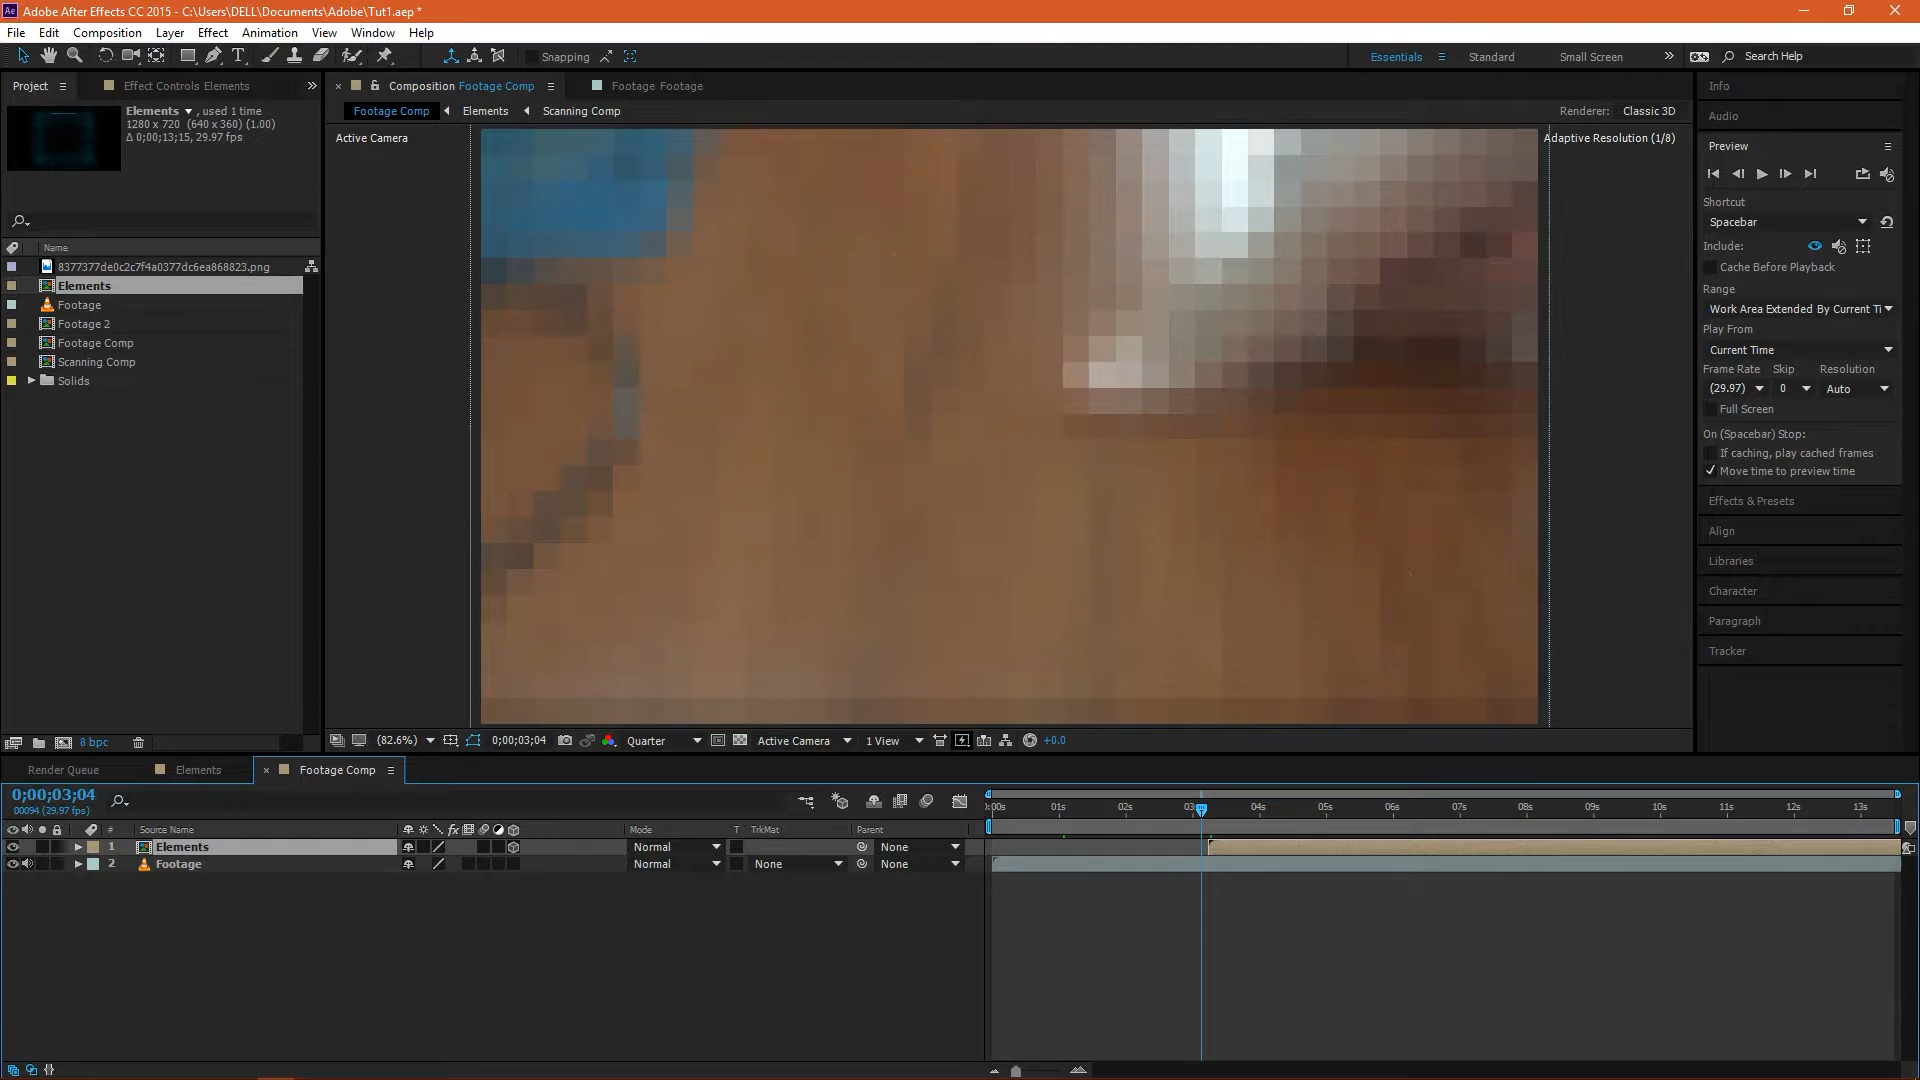 Ae Adobe After Effects CC 2015 - C:\Users\DELL\Documents\Adobe\Tut1.aep *
File Edit Composition Layer Effect Animation View Window Help
Snapping Essentials Standard Small Screen Search Help
Project Effect Controls Elements Composition Footage Comp Footage Footage Info
Elements , used 1 time
1280 x 720 (640 x 360) (1.00)
Δ 0;00;13;15, 29.97 fps
Footage Comp Elements Scanning Comp Renderer: Classic 3D
Active Camera Adaptive Resolution (1/8)
Name
8377377de0c2c7f4a0377dc6ea868823.png
Elements
Footage
Footage 2
Footage Comp
Scanning Comp
Solids
8 bpc
(82.6%) 0;00;03;04 Quarter Active Camera 1 View +0.0
Audio
Preview
Shortcut
Spacebar
Include:
Cache Before Playback
Range
Work Area Extended By Current Ti
Play From
Current Time
Frame Rate Skip Resolution
(29.97) 0 Auto
Full Screen
On (Spacebar) Stop:
If caching, play cached frames
Move time to preview time
Effects & Presets
Align
Libraries
Character
Paragraph
Tracker
Render Queue Elements Footage Comp
0;00;03;04
00094 (29.97 fps)
):00s 01s 02s 03s 04s 05s 06s 07s 08s 09s 10s 11s 12s 13s
# Source Name fx Mode T TrkMat Parent
1 Elements Normal None
2 Footage Normal None None